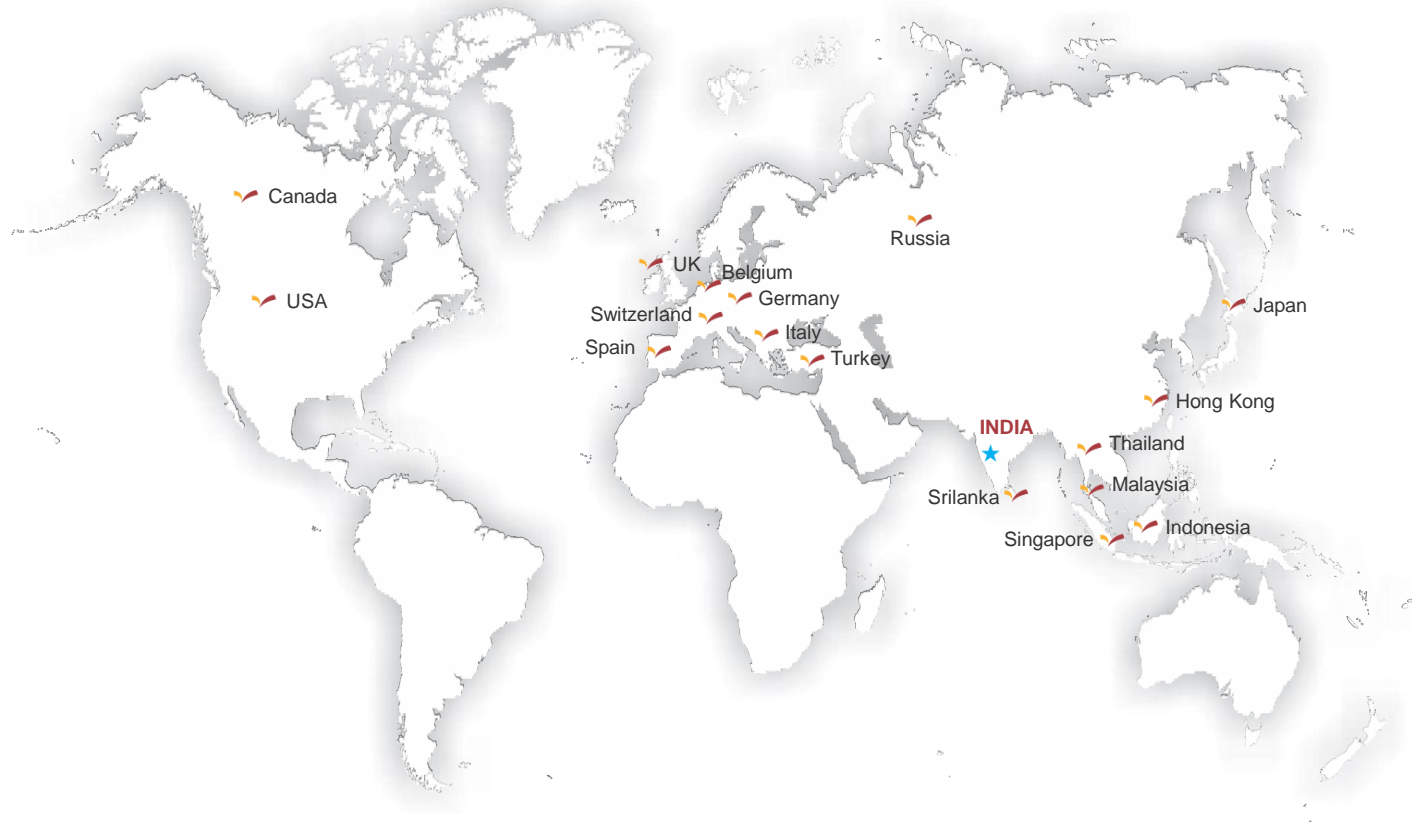 Canada
Russia
UK
Belgium
USA
Germany
Japan
Switzerland
Italy
Spain
Turkey
Hong Kong
INDIA
Thailand
Malaysia
Srilanka
Indonesia
Singapore